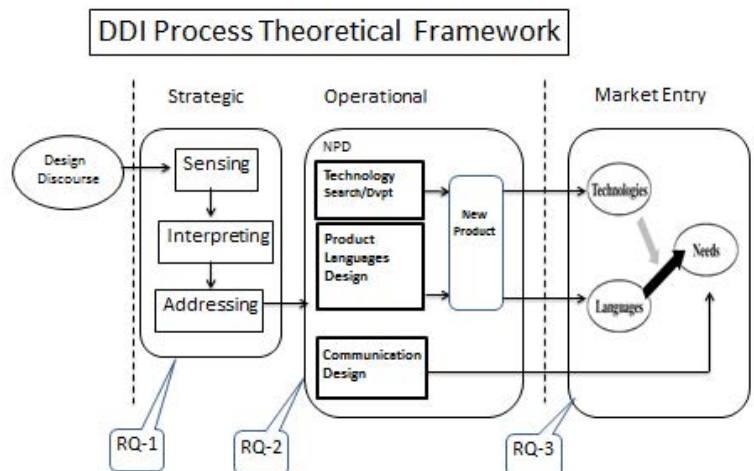 DDI Process Theoretical Framework
Strategic
Operational
Market Entry
Design
Discourse
Sensing
Interpreting
Addressing
NPD
Technology
Search/Dvpt
Product
Languages
Design
New
Product
Communication
Design
Technologies
Needs
Languages
RQ-1
RQ-2
RQ-3